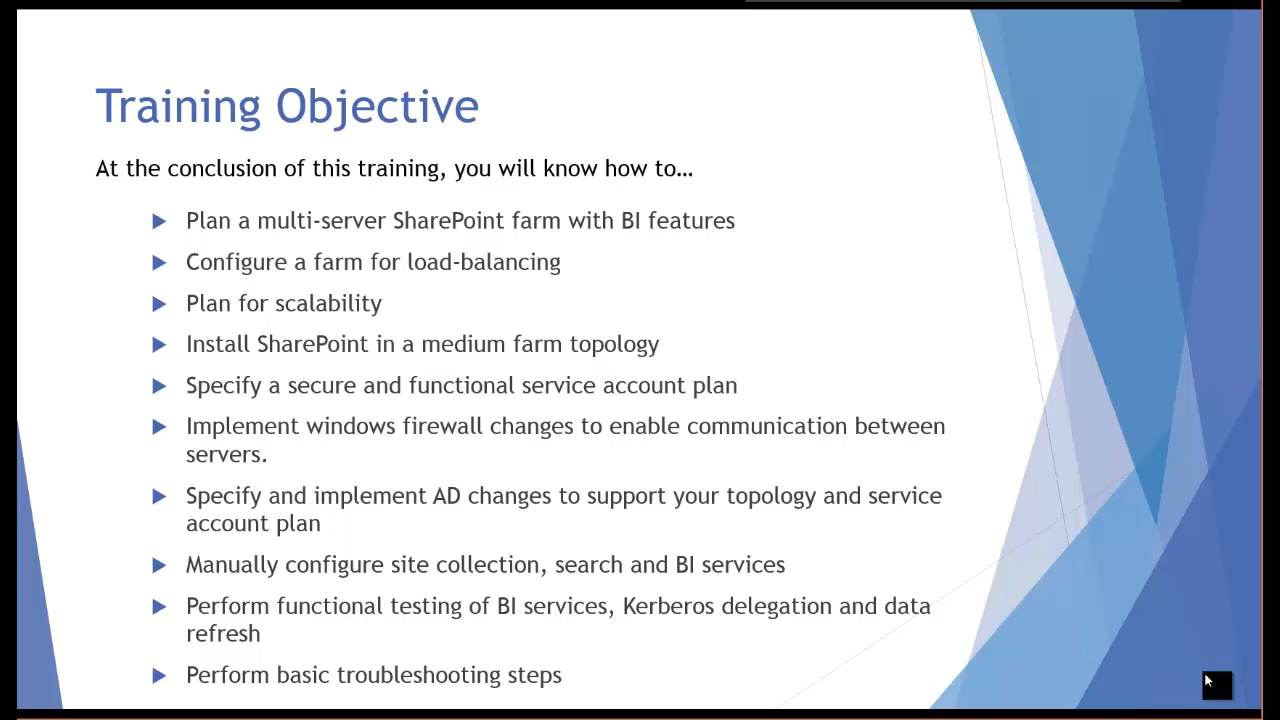 Training Objective
At the conclusion of this training, you will know how to…
Plan a multi-server SharePoint farm with BI features
Configure a farm for load-balancing
Plan for scalability
Install SharePoint in a medium farm topology
Specify a secure and functional service account plan
Implement windows firewall changes to enable communication between
servers.
Specify and implement AD changes to support your topology and service
account plan
Manually configure site collection, search and BI services
Perform functional testing of BI services, Kerberos delegation and data
refresh
Perform basic troubleshooting steps